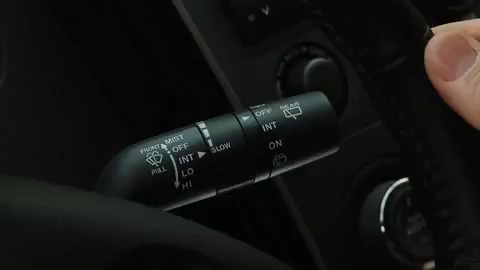 FRONT
PULL
MIST
OFF
INT
LO
HI
SLOW
OFF
INT
ON
REAR